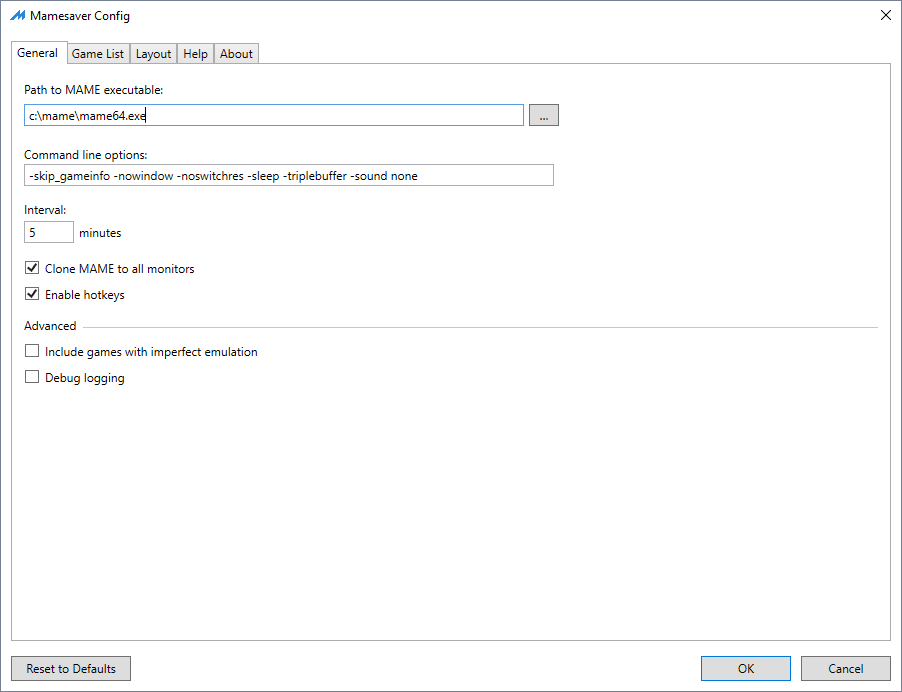 Mamesaver Config
General Game List Layout Help About
Path to MAME executable:
c:\mame\mame64.exe ...
Command line options:
-skip_gameinfo -nowindow -noswitchres -sleep -triplebuffer -sound none
Interval:
5 minutes
Clone MAME to all monitors
Enable hotkeys
Advanced
Include games with imperfect emulation
Debug logging
Reset to Defaults OK Cancel